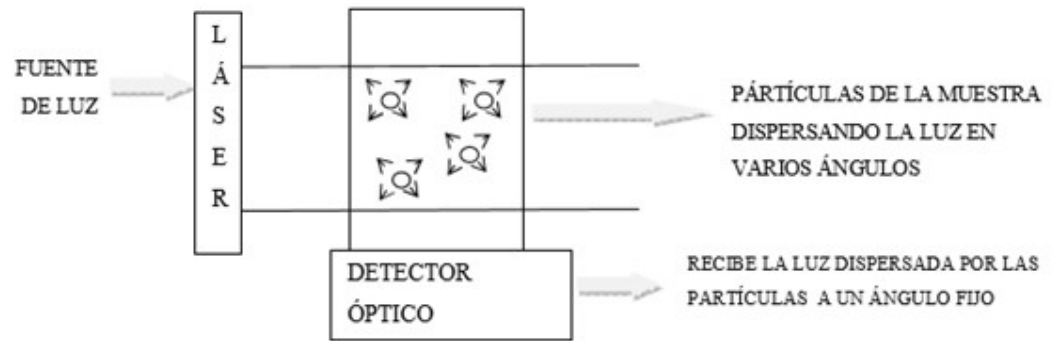 FUENTE
DE LUZ
L
Á
S
E
R
PÁRTÍCULAS DE LA MUESTRA
DISPERSANDO LA LUZ EN
VARIOS ÁNGULOS
DETECTOR
ÓPTICO
RECIBE LA LUZ DISPERSADA POR LAS
PARTÍCULAS A UN ÁNGULO FIJO